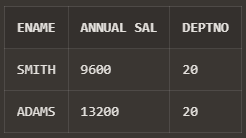 ENAME ANNUAL SAL DEPTNO
SMITH 9600 20
ADAMS 13200 20